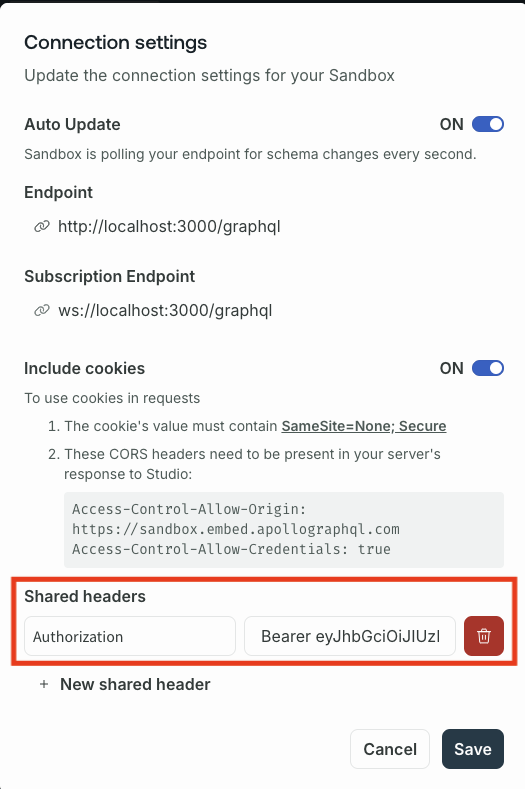 Connection settings
Update the connection settings for your Sandbox
Auto Update
ON
Sandbox is polling your endpoint for schema changes every second.
Endpoint
http://localhost:3000/graphql
Subscription Endpoint
ws://localhost:3000/graphql
Include cookies
ON
To use cookies in requests
1. The cookie's value must contain SameSite=None; Secure
2. These CORS headers need to be present in your server's
response to Studio:
Access-Control-Allow-Origin:
https://sandbox.embed.apollographql.com
Access-Control-Allow-Credentials: true
Shared headers
Authorization
Bearer eyJhbGciOiJIUzI
+ New shared header
Cancel
Save